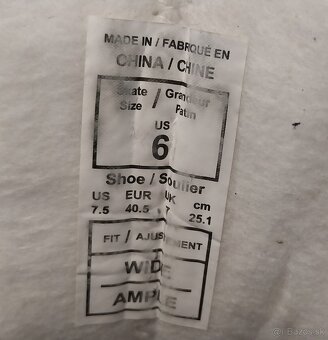 MADE IN / FABRIQUÉ EN
CHINA / CHINE
Skate / Grandeur
Size / Patin
US
6
Shoe / Soulier
US EUR UK cm
7.5 40.5 7 25.1
FIT / AJUSTEMENT
WIDE
AMPLE